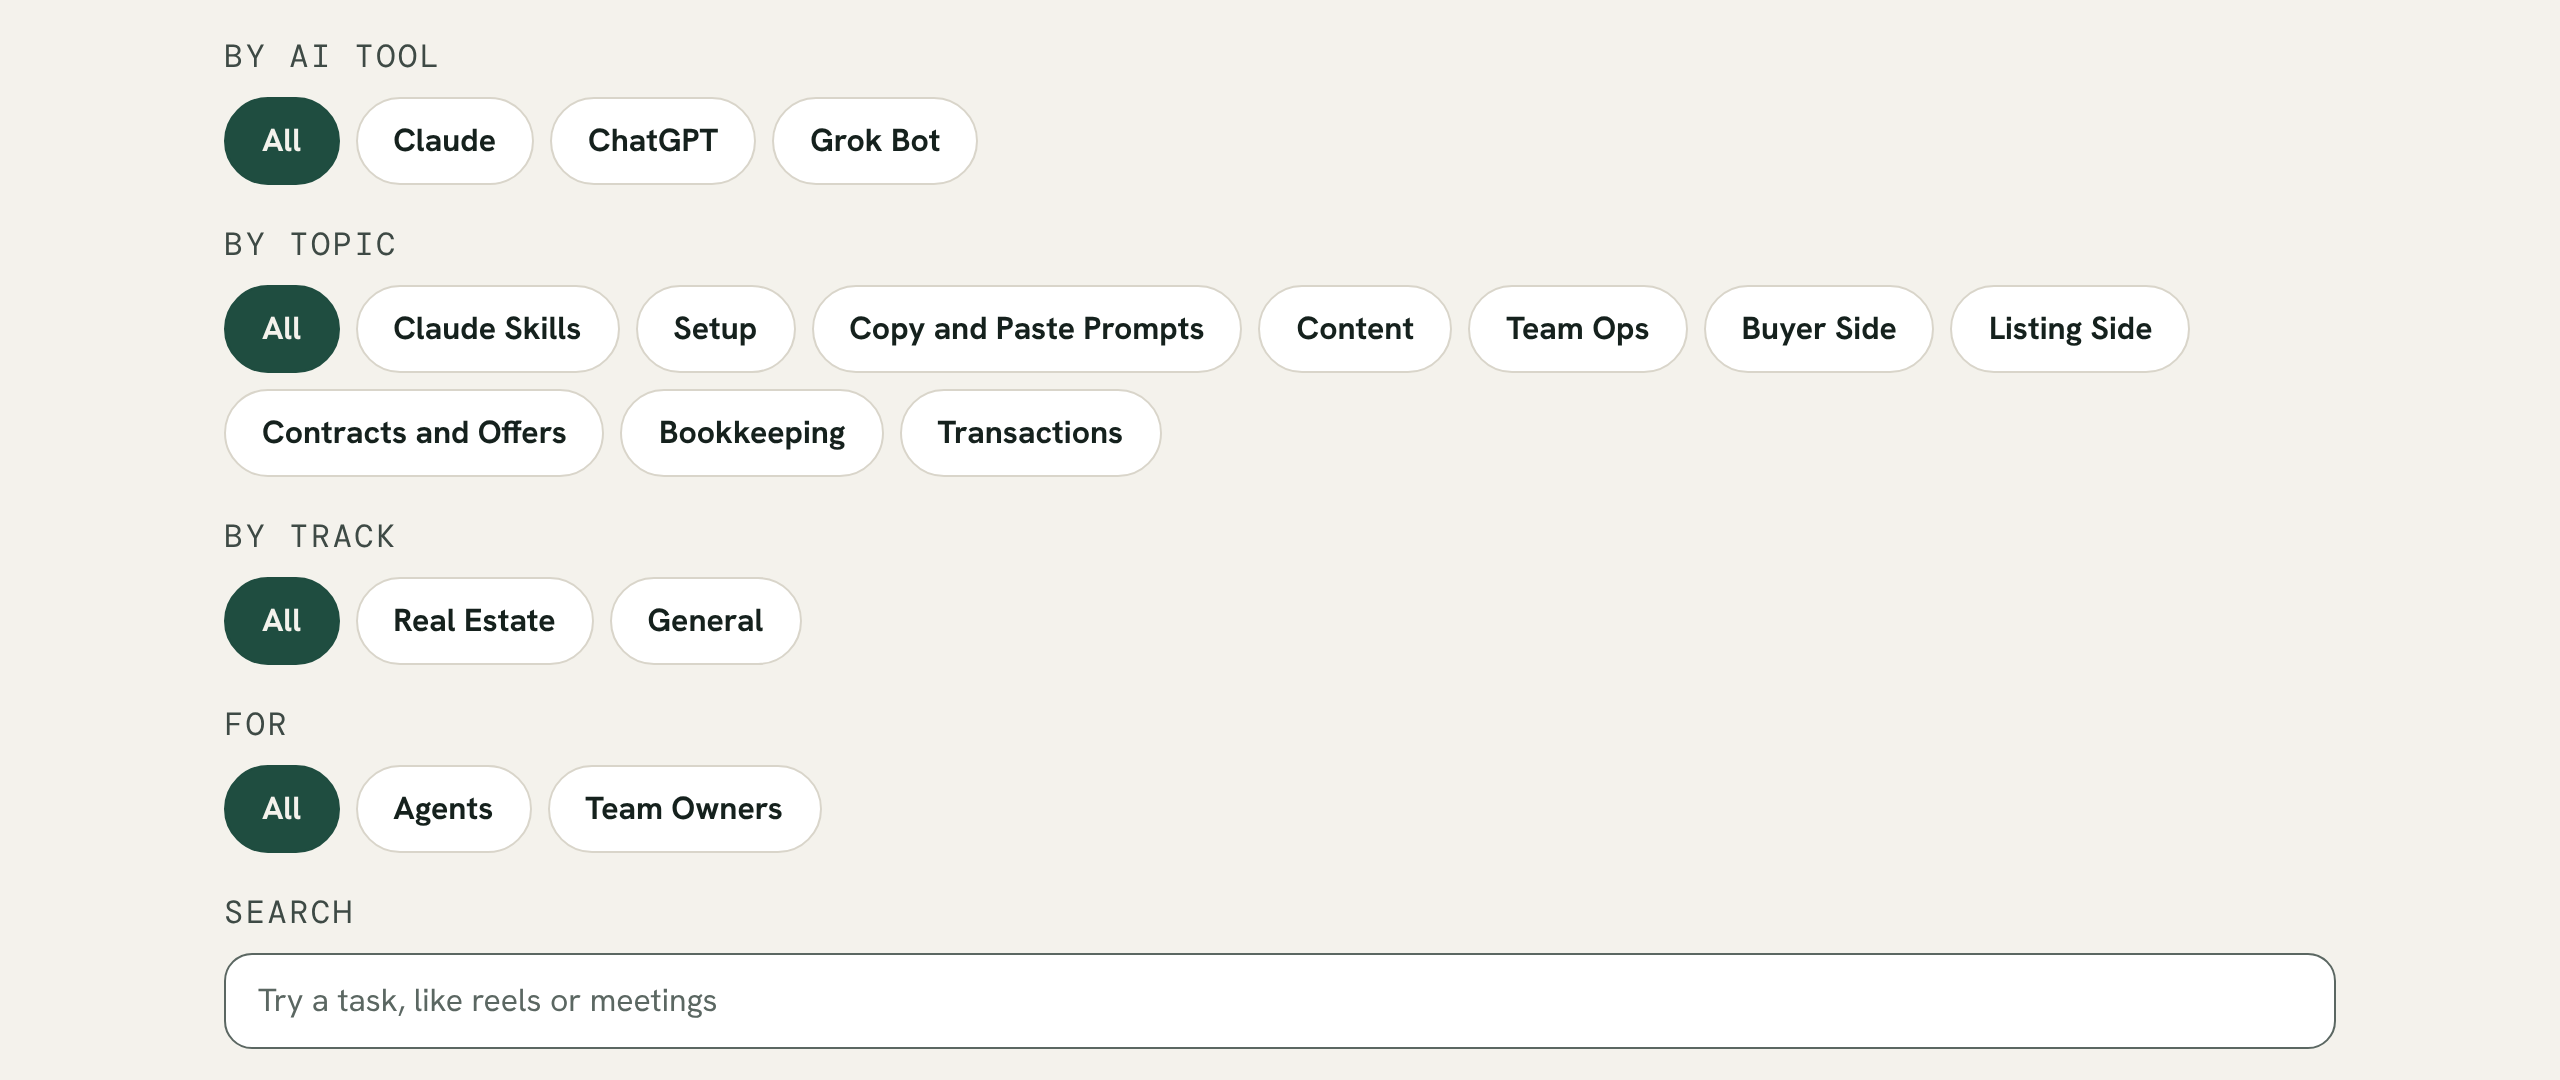 BY AI TOOL
All Claude ChatGPT Grok Bot
BY TOPIC
All Claude Skills Setup Copy and Paste Prompts Content Team Ops Buyer Side Listing Side
Contracts and Offers Bookkeeping Transactions
BY TRACK
All Real Estate General
FOR
All Agents Team Owners
SEARCH
Try a task, like reels or meetings